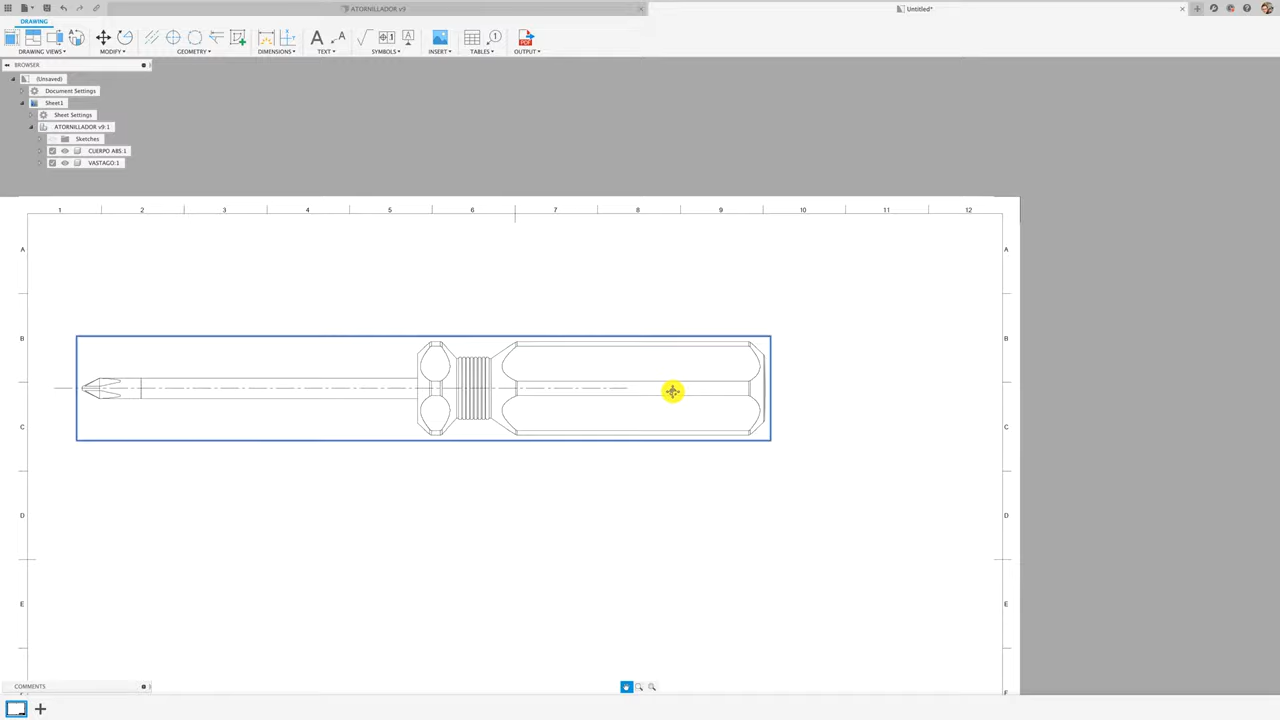 ATORNILLADOR v9
Untitled*
DRAWING
DRAWING VIEWS
MODIFY
GEOMETRY
DIMENSIONS
TEXT
SYMBOLS
INSERT
TABLES
OUTPUT
BROWSER
(Unsaved)
Document Settings
Sheet1
Sheet Settings
ATORNILLADOR v9:1
Sketches
CUERPO ABS:1
VASTAGO:1
1 2 3 4 5 6 7 8 9 10 11 12
A A
B B
C C
D D
E E
F
COMMENTS